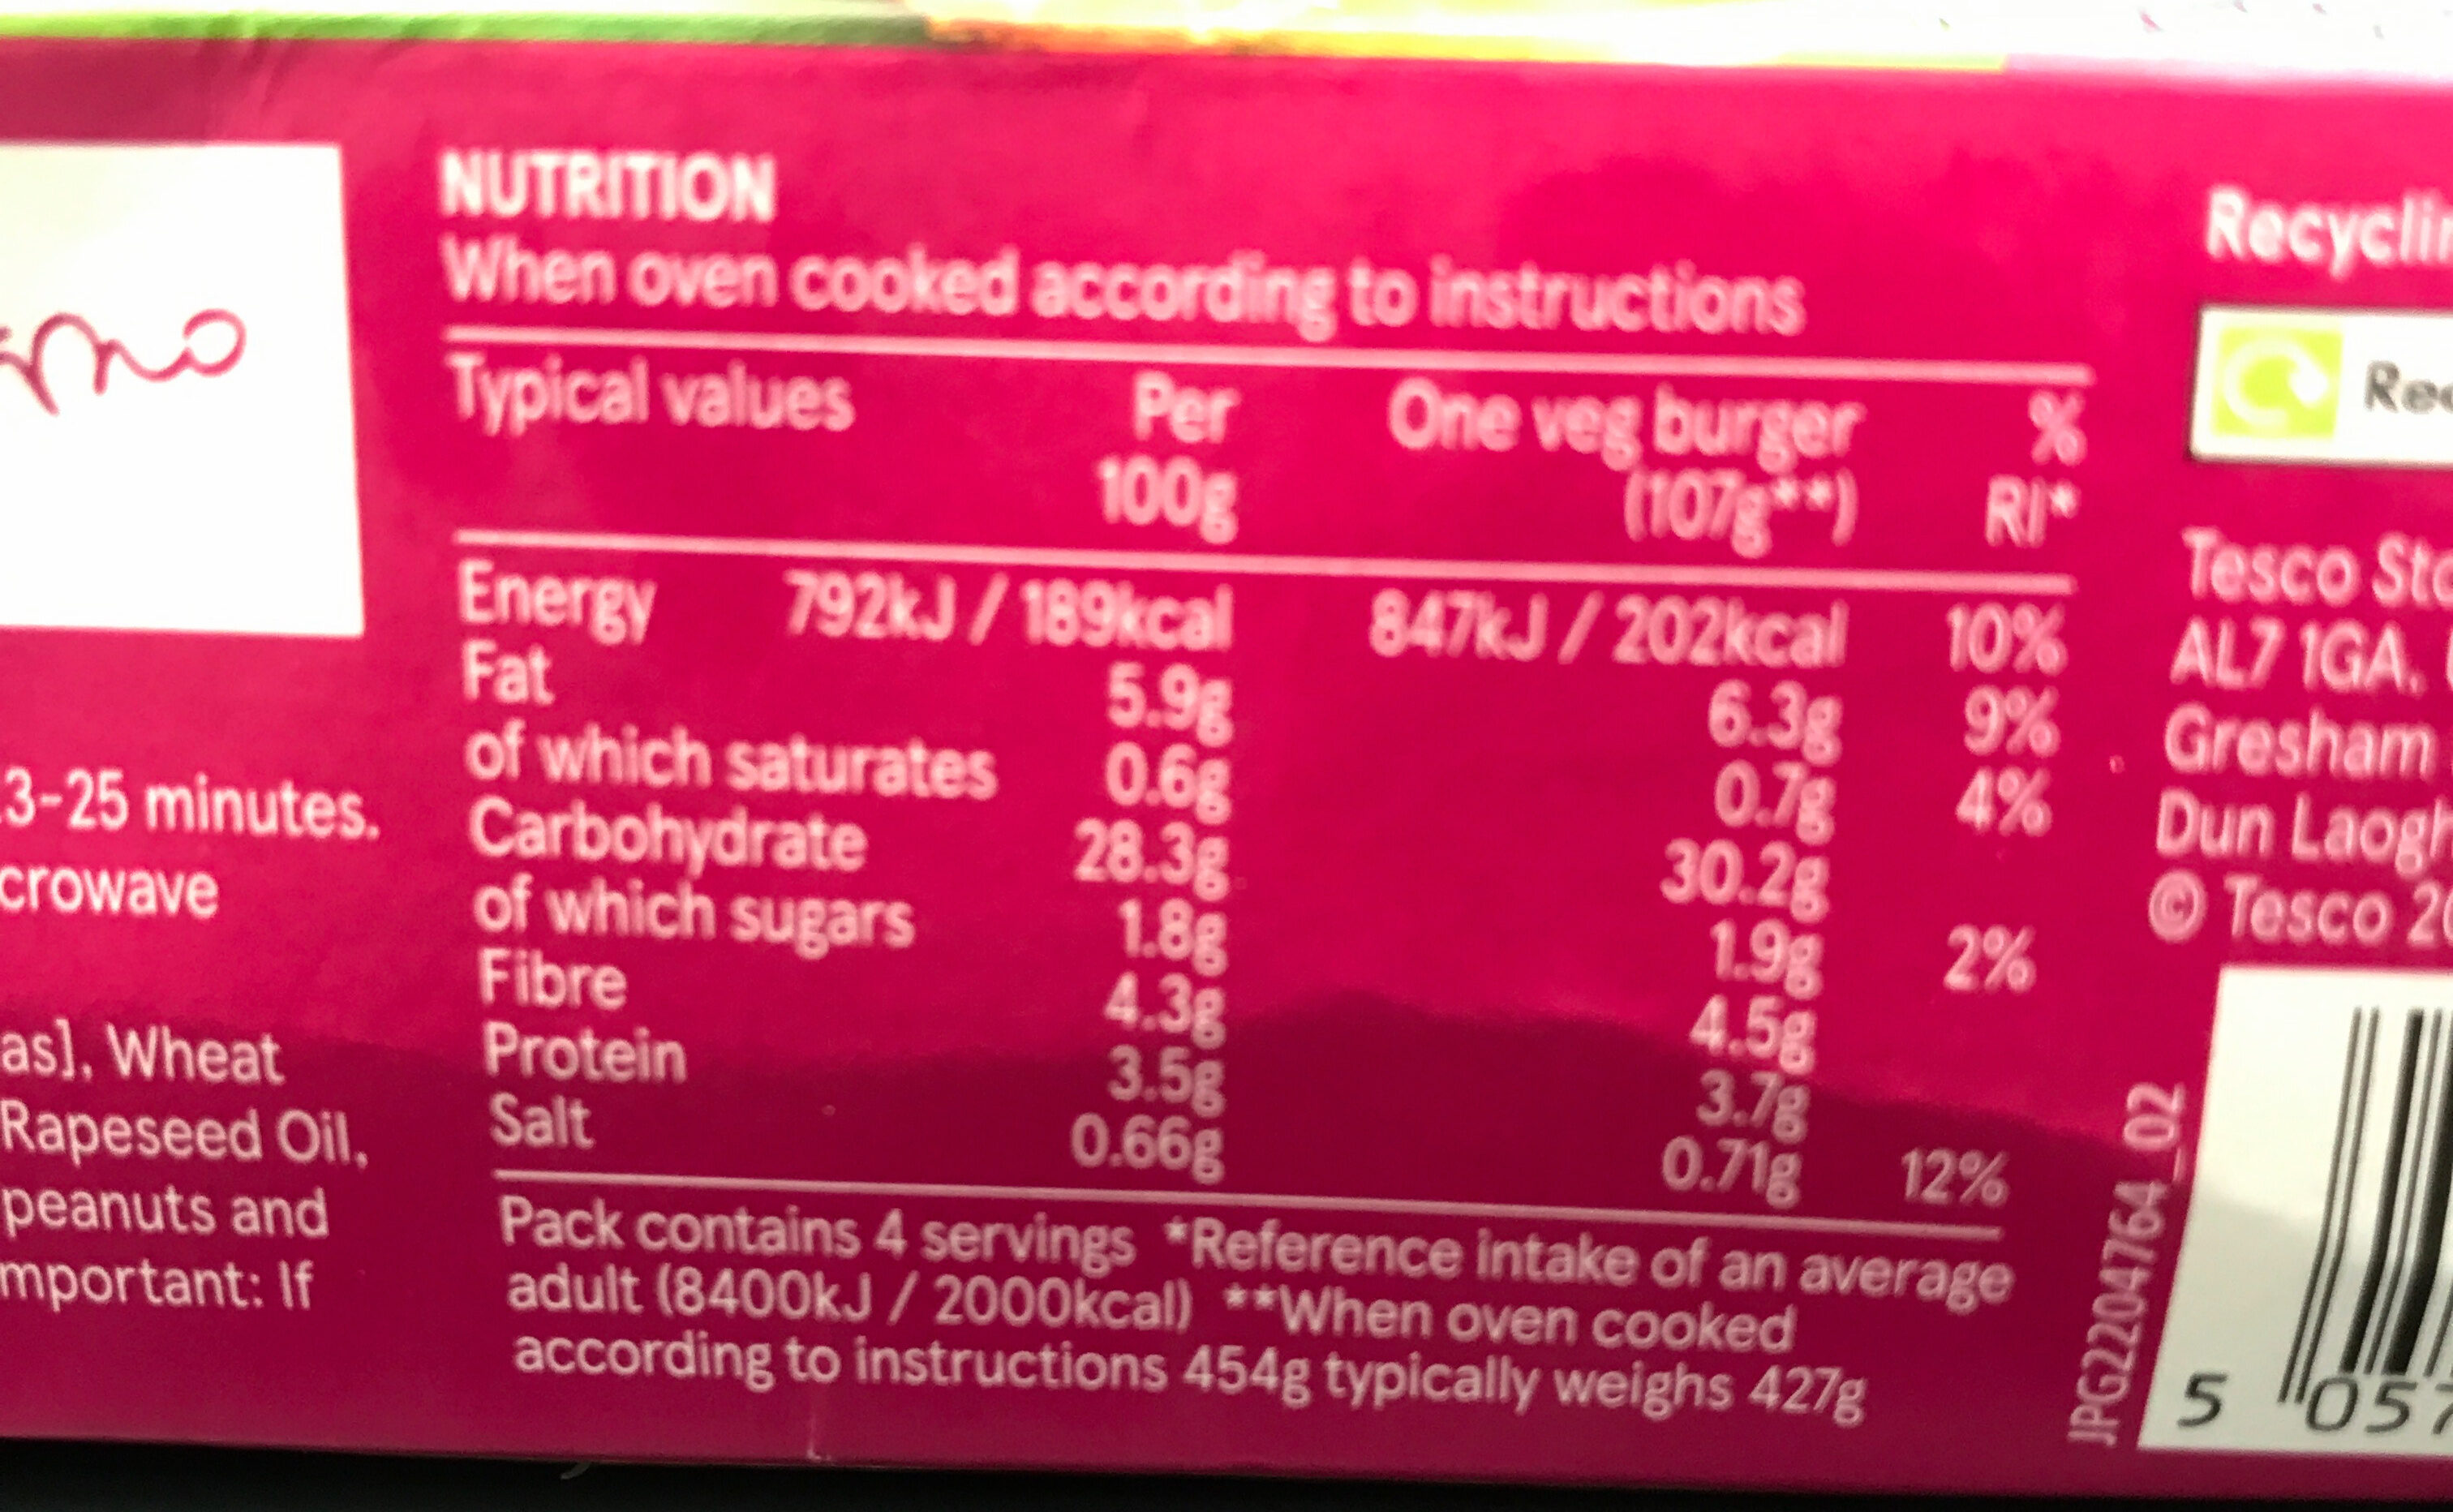 NUTRITION
When oven cooked according to instructions
Typical values Per 100g One veg burger (107g**) % RI*
Energy 792kJ / 189kcal 847kJ / 202kcal 10%
Fat 5.9g 6.3g 9%
of which saturates 0.6g 0.7g 4%
Carbohydrate 28.3g 30.2g
of which sugars 1.8g 1.9g 2%
Fibre 4.3g 4.5g
Protein 3.5g 3.7g
Salt 0.66g 0.71g 12%
Pack contains 4 servings *Reference intake of an average
adult (8400kJ / 2000kcal) **When oven cooked
according to instructions 454g typically weighs 427g
3-25 minutes.
crowave
as], Wheat
Rapeseed Oil,
peanuts and
mportant: If
Recyclin
Rec
Tesco Sto
AL7 1GA.
Gresham
Dun Laogh
© Tesco 20
JPG2204764_02
5 057